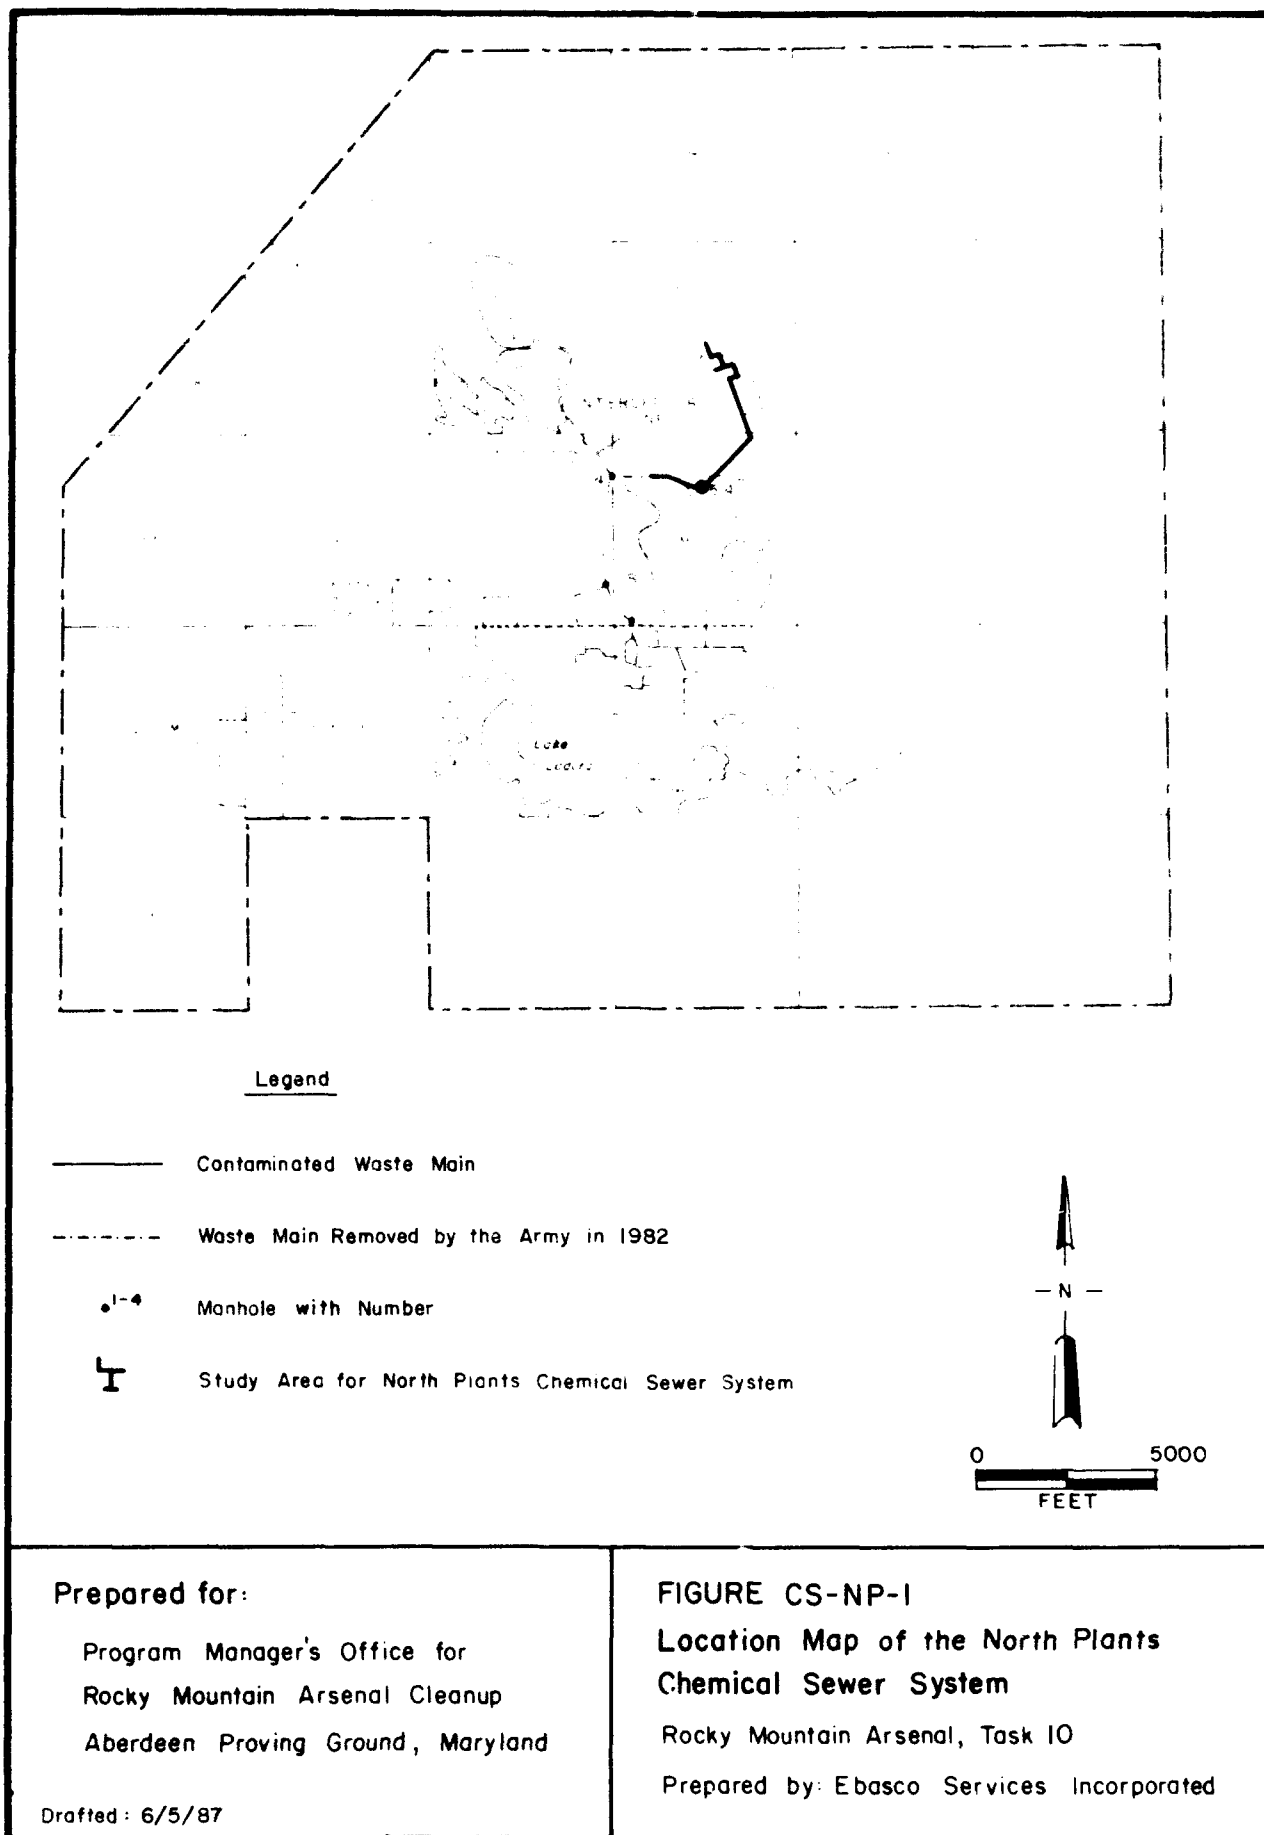 Lake
Legend
Contaminated Waste Main
Waste Main Removed by the Army in 1982
1-4
Manhole with Number
Study Area for North Plants Chemical Sewer System
N
0 5000
FEET
Prepared for:
Program Manager's Office for
Rocky Mountain Arsenal Cleanup
Aberdeen Proving Ground, Maryland
Drafted: 6/5/87
FIGURE CS-NP-1
Location Map of the North Plants
Chemical Sewer System
Rocky Mountain Arsenal, Task 10
Prepared by: Ebasco Services Incorporated